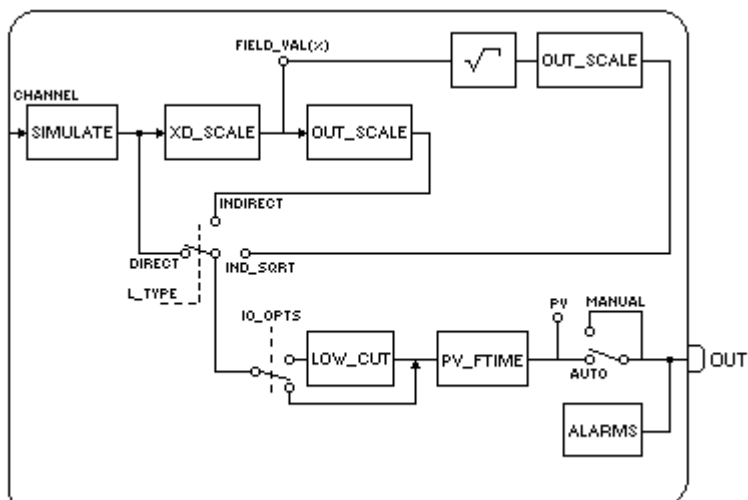 FIELD_VAL(%)
√
OUT_SCALE
CHANNEL
SIMULATE
XD_SCALE
OUT_SCALE
INDIRECT
DIRECT
IND_SQRT
L_TYPE
IO_OPTS
PV
MANUAL
LOW_CUT
PV_FTIME
AUTO
OUT
ALARMS